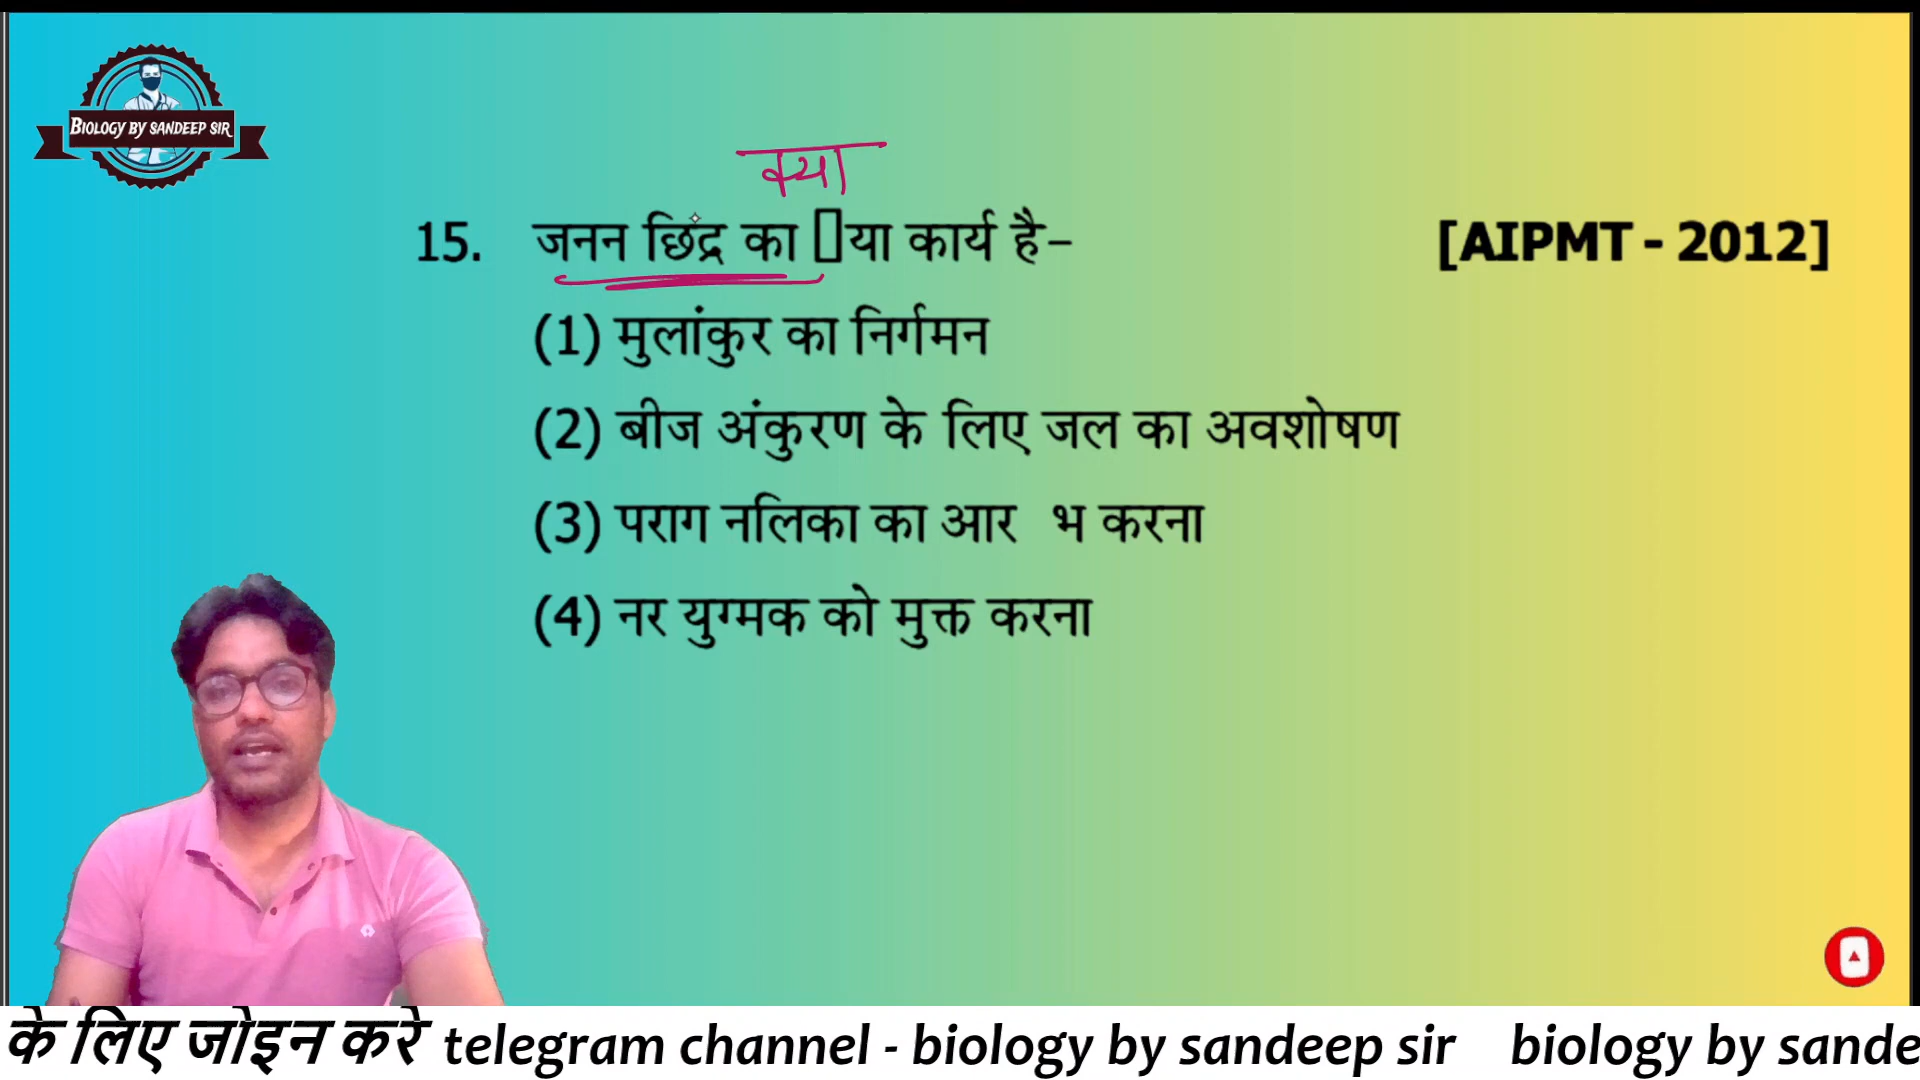 BIOLOGY BY SANDEEP SIR
क्या
15. जनन छिंद्र का ▯या कार्य है– [AIPMT - 2012]
(1) मुलांकुर का निर्गमन
(2) बीज अंकुरण के लिए जल का अवशोषण
(3) पराग नलिका का आर भ करना
(4) नर युग्मक को मुक्त करना
के लिए जोइन करे telegram channel - biology by sandeep sir biology by sande